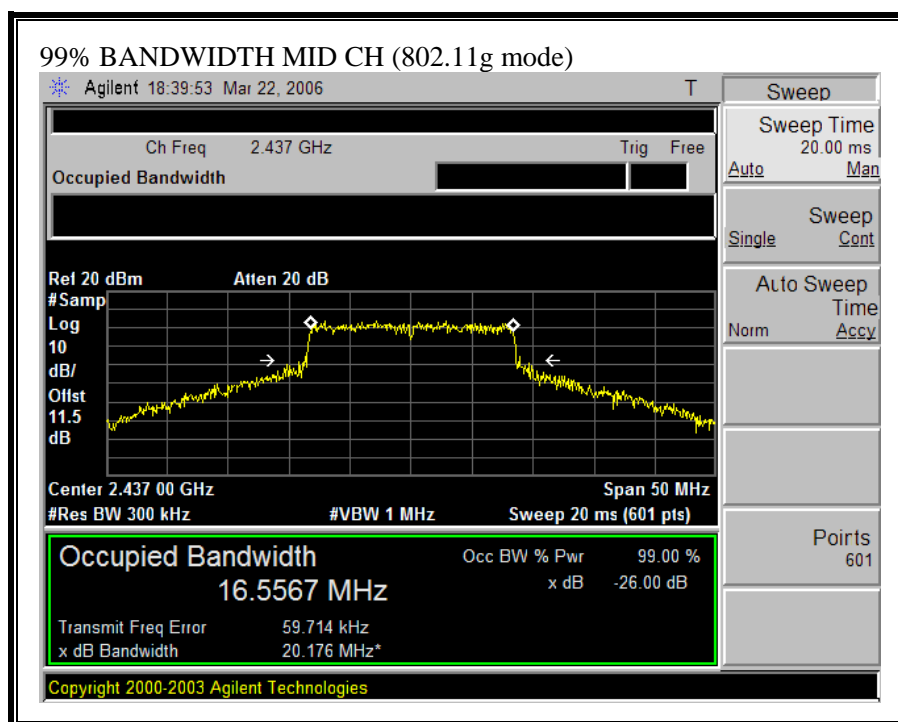 99% BANDWIDTH MID CH (802.11g mode)
Agilent 18:39:53 Mar 22, 2006 T
Ch Freq 2.437 GHz Trig Free
Occupied Bandwidth
Ref 20 dBm Atten 20 dB
#Samp
Log
10
dB/
Offst
11.5
dB
Center 2.437 00 GHz Span 50 MHz
#Res BW 300 kHz #VBW 1 MHz Sweep 20 ms (601 pts)
Occupied Bandwidth Occ BW % Pwr 99.00 %
16.5567 MHz x dB -26.00 dB
Transmit Freq Error 59.714 kHz
x dB Bandwidth 20.176 MHz*
Copyright 2000-2003 Agilent Technologies
Sweep
Sweep Time
20.00 ms
Auto Man
Sweep
Single Cont
Auto Sweep
Time
Norm Accy
Points
601